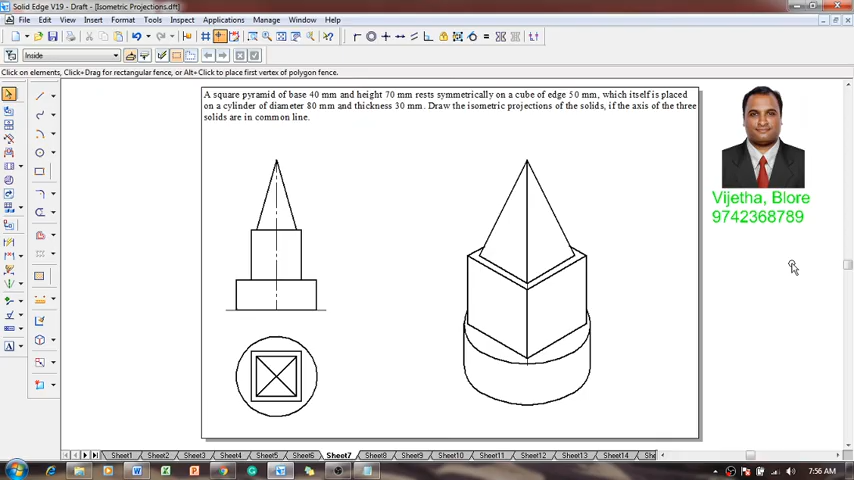 Solid Edge V19 - Draft - [Isometric Projections.dft]
File Edit View Insert Format Tools Inspect Applications Manage Window Help
Inside
Click on elements, Click+Drag for rectangular fence, or Alt+Click to place first vertex of polygon fence.
A square pyramid of base 40 mm and height 70 mm rests symmetrically on a cube of edge 50 mm, which itself is placed
on a cylinder of diameter 80 mm and thickness 30 mm. Draw the isometric projections of the solids, if the axis of the three
solids are in common line.
Vijetha, Blore
9742368789
Sheet1 Sheet2 Sheet3 Sheet4 Sheet5 Sheet6 Sheet7 Sheet8 Sheet9 Sheet10 Sheet11 Sheet12 Sheet13 Sheet14 She
7:56 AM